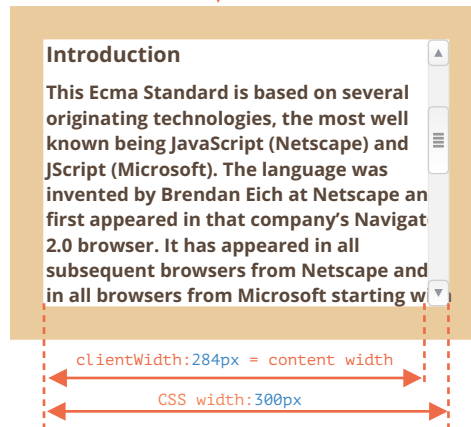 Introduction
This Ecma Standard is based on several
originating technologies, the most well
known being JavaScript (Netscape) and
JScript (Microsoft). The language was
invented by Brendan Eich at Netscape an
first appeared in that company’s Navigat
2.0 browser. It has appeared in all
subsequent browsers from Netscape and
in all browsers from Microsoft starting w
clientWidth:284px = content width
CSS width:300px